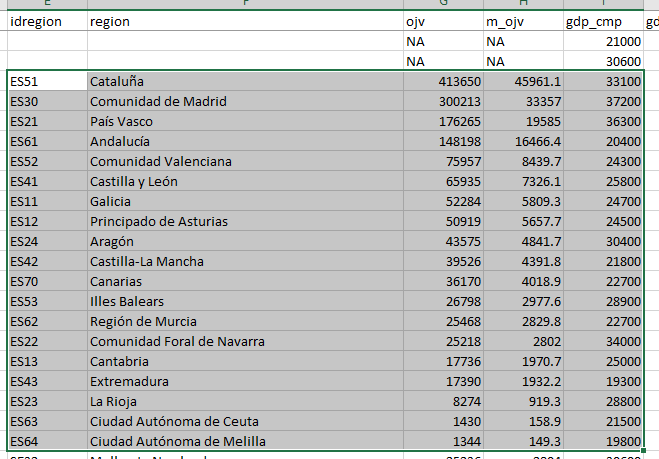 idregion region ojv m_ojv gdp_cmp
NA NA 21000
NA NA 30600
ES51 Cataluña 413650 45961.1 33100
ES30 Comunidad de Madrid 300213 33357 37200
ES21 País Vasco 176265 19585 36300
ES61 Andalucía 148198 16466.4 20400
ES52 Comunidad Valenciana 75957 8439.7 24300
ES41 Castilla y León 65935 7326.1 25800
ES11 Galicia 52284 5809.3 24700
ES12 Principado de Asturias 50919 5657.7 24500
ES24 Aragón 43575 4841.7 30400
ES42 Castilla-La Mancha 39526 4391.8 21800
ES70 Canarias 36170 4018.9 22700
ES53 Illes Balears 26798 2977.6 28900
ES62 Región de Murcia 25468 2829.8 22700
ES22 Comunidad Foral de Navarra 25218 2802 34000
ES13 Cantabria 17736 1970.7 25000
ES43 Extremadura 17390 1932.2 19300
ES23 La Rioja 8274 919.3 28800
ES63 Ciudad Autónoma de Ceuta 1430 158.9 21500
ES64 Ciudad Autónoma de Melilla 1344 149.3 19800